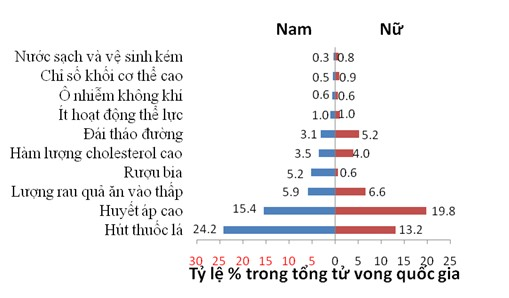 Nam Nữ
Nước sạch và vệ sinh kém 0.3 0.8
Chỉ số khối cơ thể cao 0.5 0.9
Ô nhiễm không khí 0.6 0.6
Ít hoạt động thể lực 1.0 1.0
Đái tháo đường 3.1 5.2
Hàm lượng cholesterol cao 3.5 4.0
Rượu bia 5.2 0.6
Lượng rau quả ăn vào thấp 5.9 6.6
Huyết áp cao 15.4 19.8
Hút thuốc lá 24.2 13.2
30 25 20 15 10 5 0 5 10 15 20 25
Tỷ lệ % trong tổng tử vong quốc gia